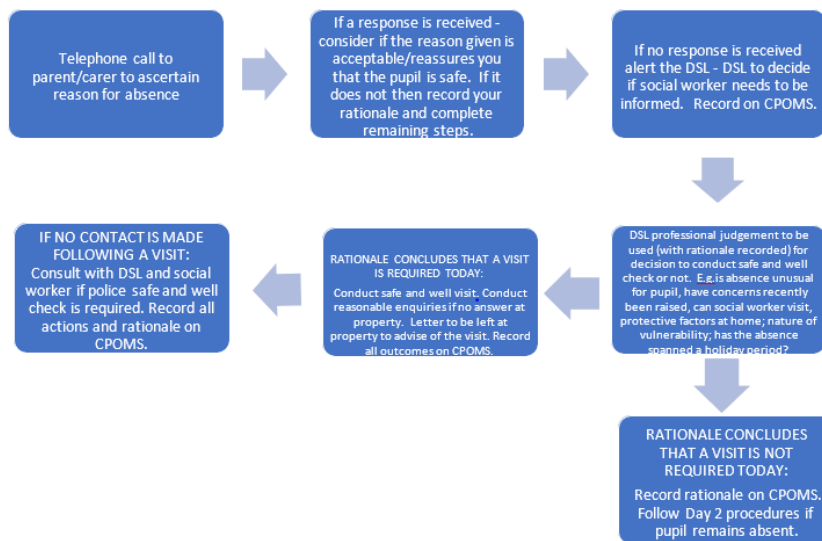 Telephone call to
parent/carer to ascertain
reason for absence
If a response is received -
consider if the reason given is
acceptable/reassures you
that the pupil is safe. If it
does not then record your
rationale and complete
remaining steps.
If no response is received
alert the DSL - DSL to decide
if social worker needs to be
informed. Record on CPOMS.
DSL professional judgement to be
used (with rationale recorded) for
decision to conduct safe and well
check or not. E.g.is absence unusual
for pupil, have concerns recently
been raised, can social worker visit,
protective factors at home; nature of
vulnerability; has the absence
spanned a holiday period?
RATIONALE CONCLUDES THAT A VISIT
IS REQUIRED TODAY:
Conduct safe and well visit. Conduct
reasonable enquiries if no answer at
property. Letter to be left at
property to advise of the visit. Record
all outcomes on CPOMS.
IF NO CONTACT IS MADE
FOLLOWING A VISIT:
Consult with DSL and social
worker if police safe and well
check is required. Record all
actions and rationale on
CPOMS.
RATIONALE CONCLUDES
THAT A VISIT IS NOT
REQUIRED TODAY:
Record rationale on CPOMS.
Follow Day 2 procedures if
pupil remains absent.